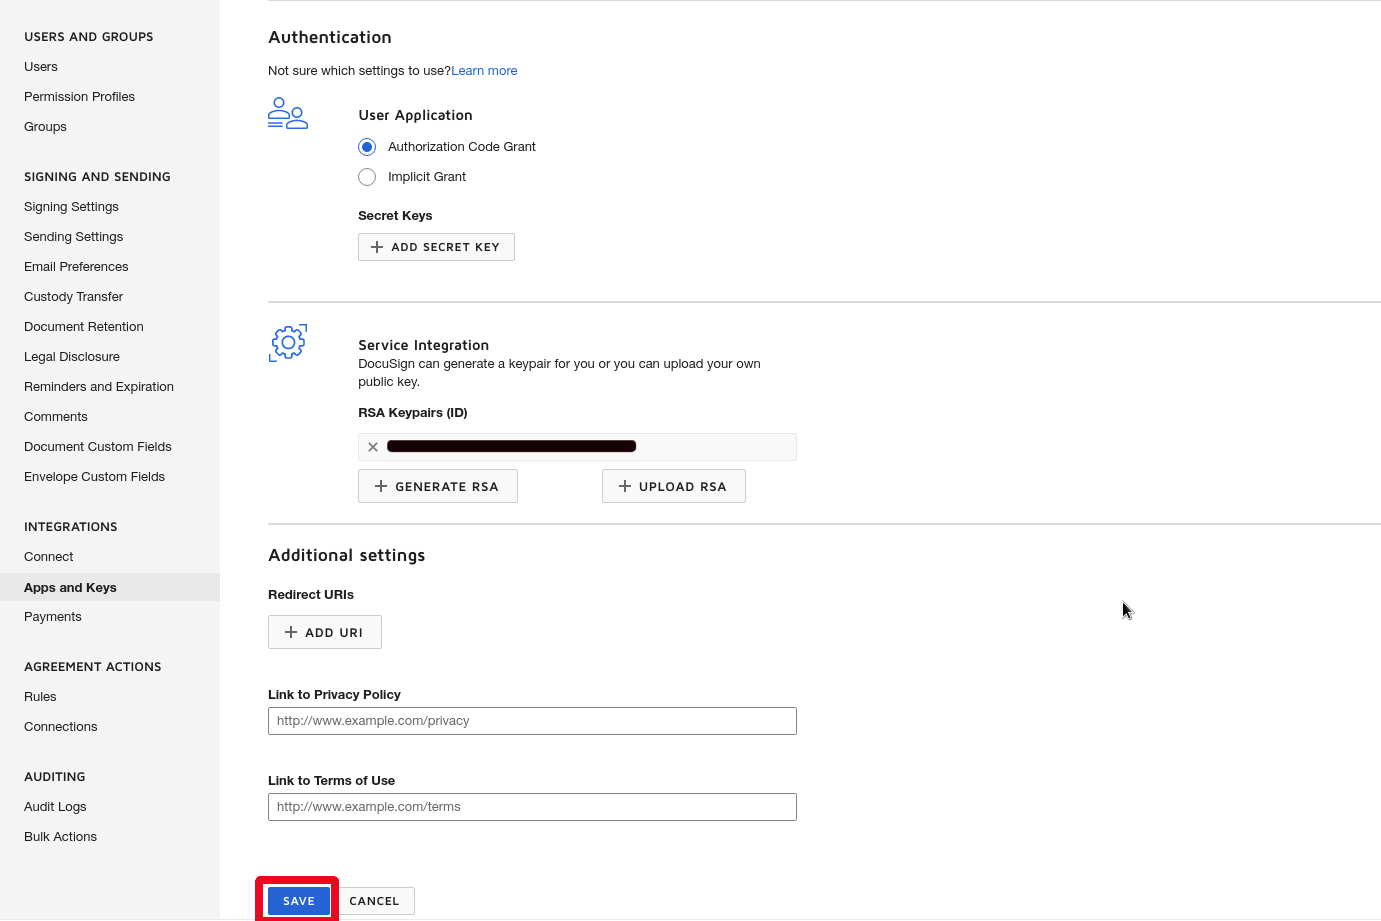 USERS AND GROUPS
Users
Permission Profiles
Groups
SIGNING AND SENDING
Signing Settings
Sending Settings
Email Preferences
Custody Transfer
Document Retention
Legal Disclosure
Reminders and Expiration
Comments
Document Custom Fields
Envelope Custom Fields
INTEGRATIONS
Connect
Apps and Keys
Payments
AGREEMENT ACTIONS
Rules
Connections
AUDITING
Audit Logs
Bulk Actions
Authentication
Not sure which settings to use?Learn more
User Application
Authorization Code Grant
Implicit Grant
Secret Keys
ADD SECRET KEY
Service Integration
DocuSign can generate a keypair for you or you can upload your own
public key.
RSA Keypairs (ID)
GENERATE RSA
UPLOAD RSA
Additional settings
Redirect URIs
ADD URI
Link to Privacy Policy
http://www.example.com/privacy
Link to Terms of Use
http://www.example.com/terms
SAVE
CANCEL